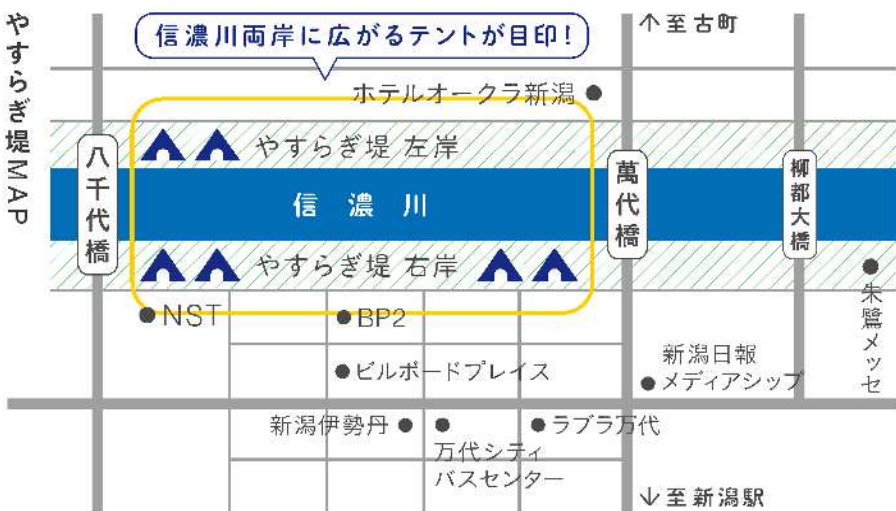 やすらぎ堤MAP
信濃川両岸に広がるテントが目印!
↑至古町
ホテルオークラ新潟
やすらぎ堤 左岸
八千代橋
信濃川
萬代橋
柳都大橋
やすらぎ堤 右岸
朱鷺メッセ
NST
BP2
ビルボードプレイス
新潟日報
メディアシップ
新潟伊勢丹
万代シティ
バスセンター
ラブラ万代
↓至新潟駅